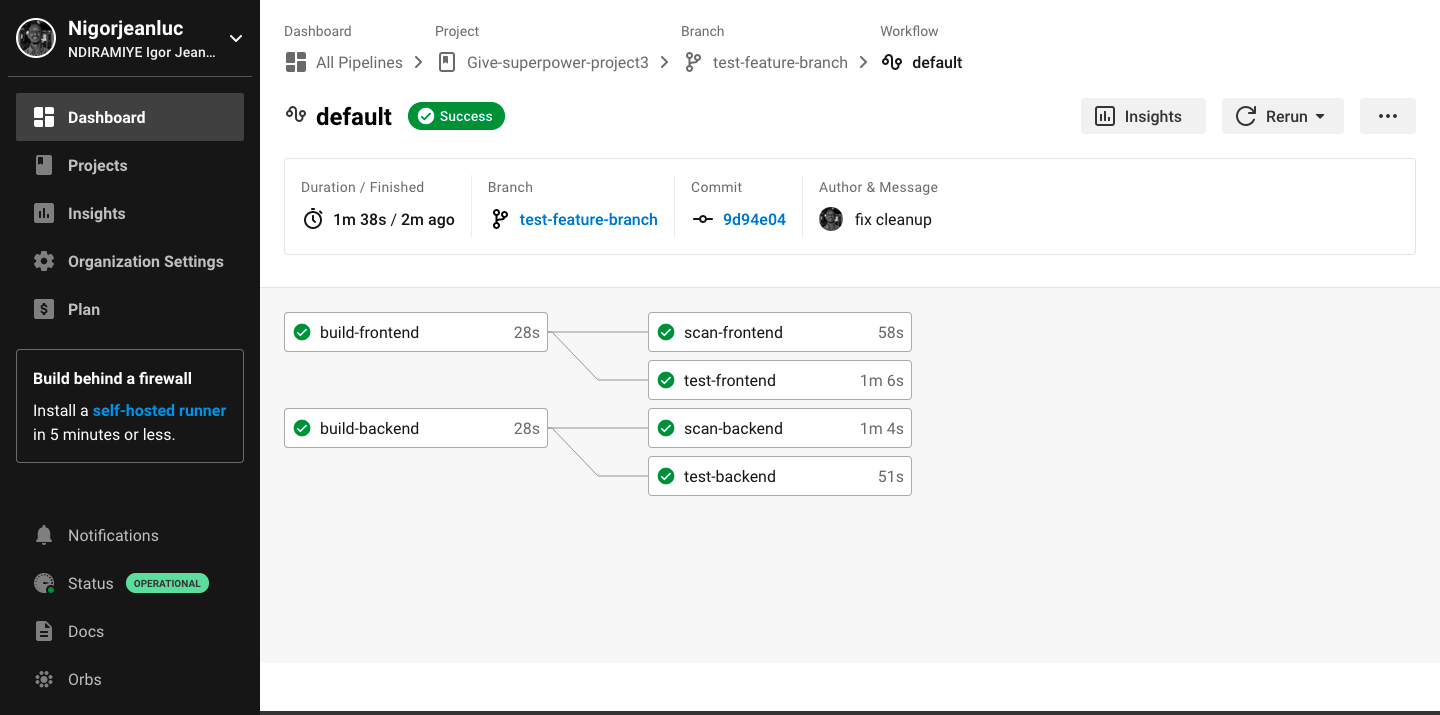 Nigorjeanluc
NDIRAMIYE Igor Jean…
Dashboard
Projects
Insights
Organization Settings
Plan
Build behind a firewall
Install a self-hosted runner
in 5 minutes or less.
Notifications
Status OPERATIONAL
Docs
Orbs
Dashboard Project Branch Workflow
All Pipelines Give-superpower-project3 test-feature-branch default
default Success Insights Rerun
Duration / Finished Branch Commit Author & Message
1m 38s / 2m ago test-feature-branch 9d94e04 fix cleanup
build-frontend 28s scan-frontend 58s
test-frontend 1m 6s
build-backend 28s scan-backend 1m 4s
test-backend 51s